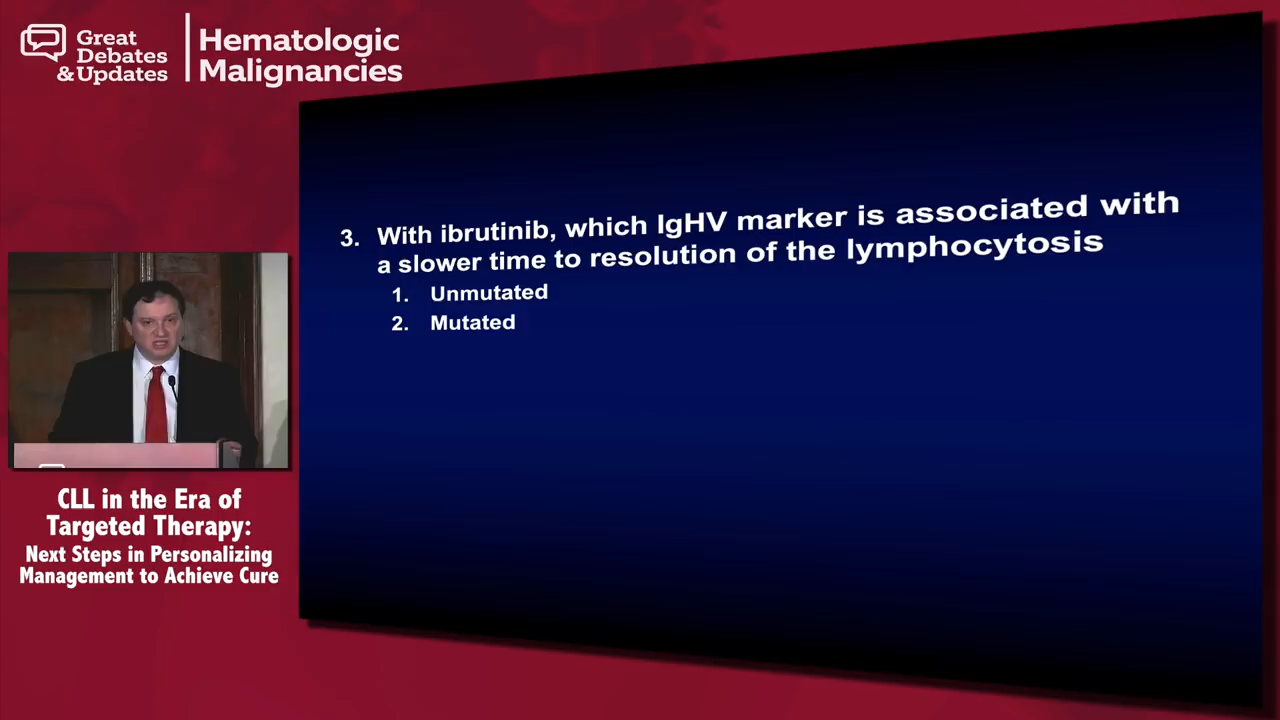 Great
Debates
& Updates
Hematologic
Malignancies
3. With ibrutinib, which IgHV marker is associated with
a slower time to resolution of the lymphocytosis
1. Unmutated
2. Mutated
CLL in the Era of
Targeted Therapy:
Next Steps in Personalizing
Management to Achieve Cure